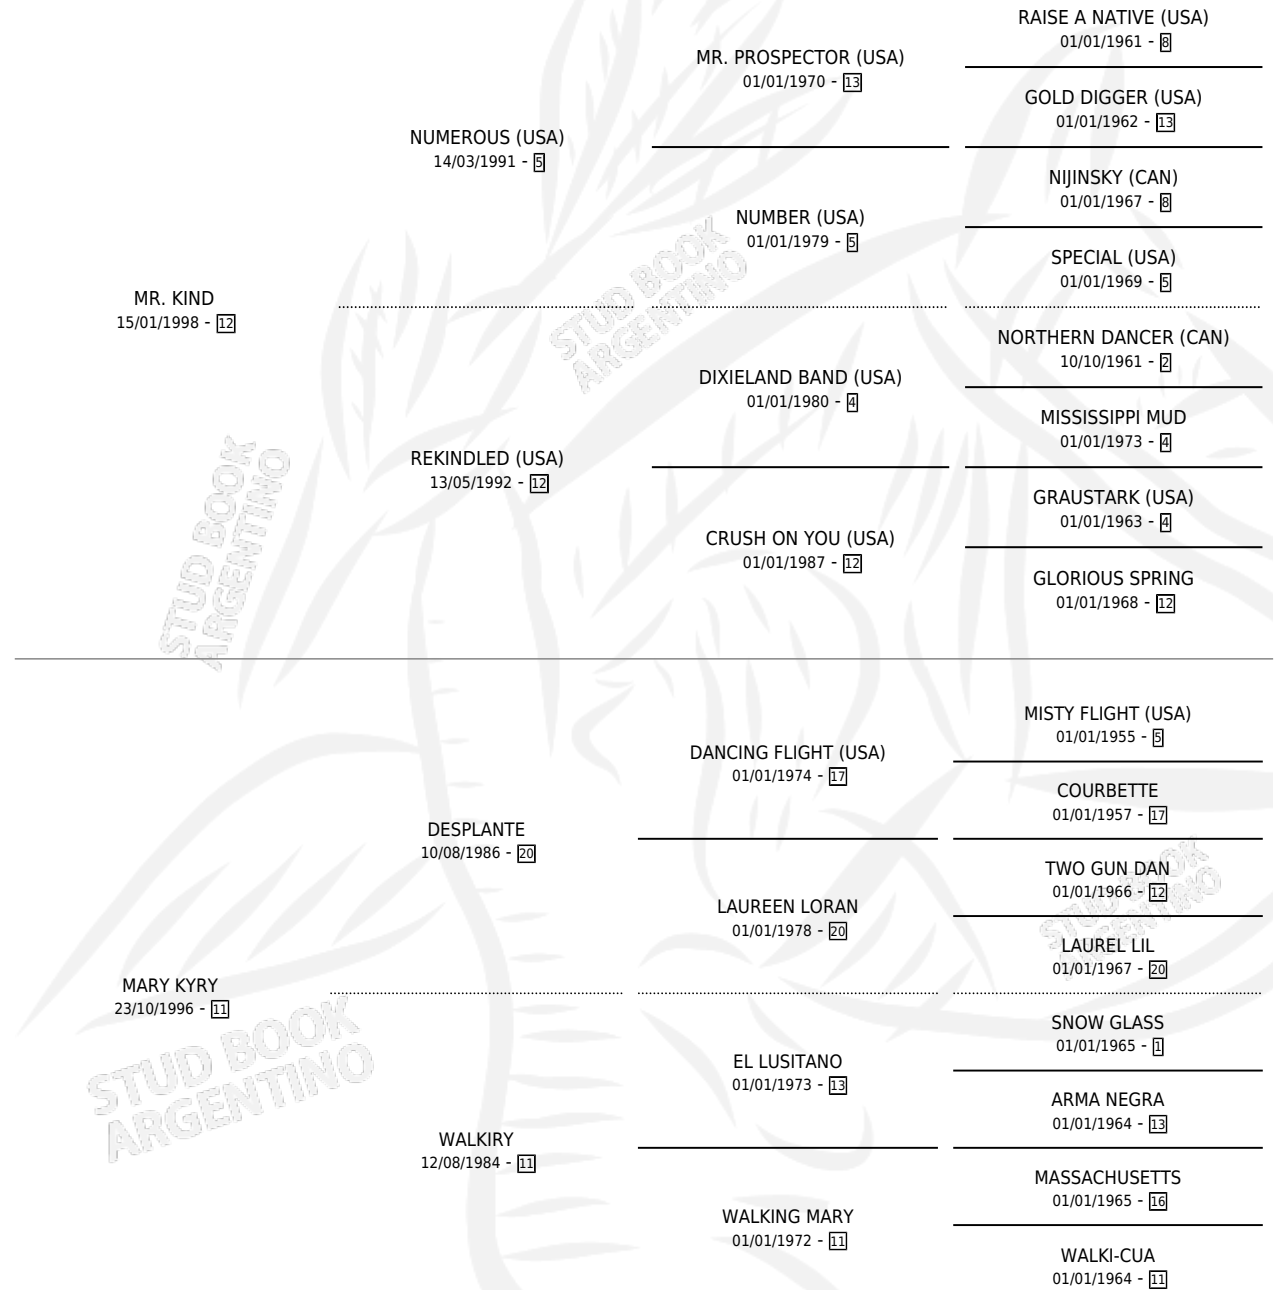 RAISE A NATIVE (USA)
01/01/1961 - 8
MR. PROSPECTOR (USA)
01/01/1970 - 13
GOLD DIGGER (USA)
01/01/1962 - 13
NUMEROUS (USA)
14/03/1991 - 5
NIJINSKY (CAN)
01/01/1967 - 8
NUMBER (USA)
01/01/1979 - 5
SPECIAL (USA)
01/01/1969 - 5
MR. KIND
15/01/1998 - 12
NORTHERN DANCER (CAN)
10/10/1961 - 2
DIXIELAND BAND (USA)
01/01/1980 - 4
MISSISSIPPI MUD
01/01/1973 - 4
REKINDLED (USA)
13/05/1992 - 12
GRAUSTARK (USA)
01/01/1963 - 4
CRUSH ON YOU (USA)
01/01/1987 - 12
GLORIOUS SPRING
01/01/1968 - 12
MISTY FLIGHT (USA)
01/01/1955 - 5
DANCING FLIGHT (USA)
01/01/1974 - 17
COURBETTE
01/01/1957 - 17
DESPLANTE
10/08/1986 - 20
TWO GUN DAN
01/01/1966 - 12
LAUREEN LORAN
01/01/1978 - 20
LAUREL LIL
01/01/1967 - 20
MARY KYRY
23/10/1996 - 11
SNOW GLASS
01/01/1965 - 1
EL LUSITANO
01/01/1973 - 13
ARMA NEGRA
01/01/1964 - 13
WALKIRY
12/08/1984 - 11
MASSACHUSETTS
01/01/1965 - 16
WALKING MARY
01/01/1972 - 11
WALKI-CUA
01/01/1964 - 11
STUD BOOK
ARGENTINO
STUD BOOK
ARGENTINO
STUD BOOK
ARGENTINO
STUD BOOK
ARGENTINO